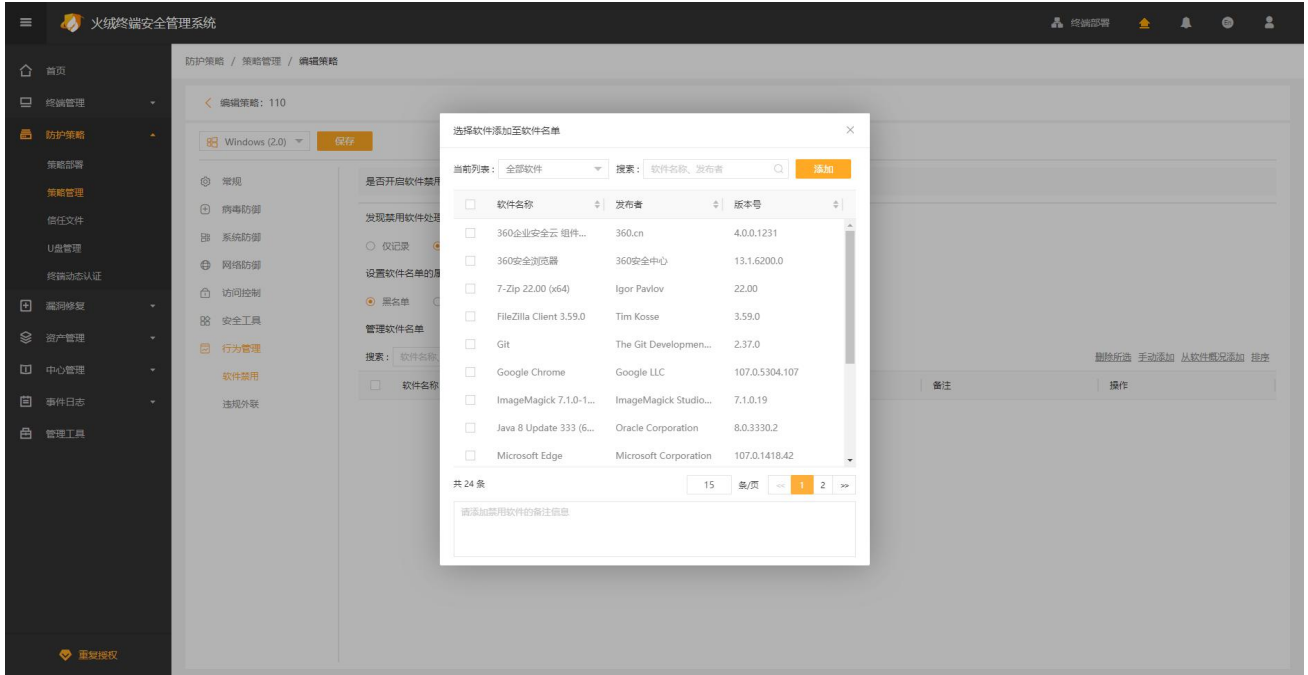 火绒终端安全管理系统
终端部署
首页
终端管理
防护策略
策略部署
策略管理
信任文件
U盘管理
终端动态认证
漏洞修复
资产管理
中心管理
事件日志
管理工具
重复授权
防护策略 / 策略管理 / 编辑策略
编辑策略：110
Windows (2.0) 保存
常规
病毒防御
系统防御
网络防御
访问控制
安全工具
行为管理
软件禁用
违规外联
是否开启软件禁用
发现禁用软件处理
仅记录
设置软件名单的属
黑名单
管理软件名单
搜索： 软件名称,
删除所选 手动添加 从软件概况添加 排序
软件名称 备注 操作
选择软件添加至软件名单
当前列表： 全部软件 搜索： 软件名称、发布者 添加
软件名称 发布者 版本号
360企业安全云 组件... 360.cn 4.0.0.1231
360安全浏览器 360安全中心 13.1.6200.0
7-Zip 22.00 (x64) Igor Pavlov 22.00
FileZilla Client 3.59.0 Tim Kosse 3.59.0
Git The Git Developmen... 2.37.0
Google Chrome Google LLC 107.0.5304.107
ImageMagick 7.1.0-1... ImageMagick Studio... 7.1.0.19
Java 8 Update 333 (6... Oracle Corporation 8.0.3330.2
Microsoft Edge Microsoft Corporation 107.0.1418.42
共 24 条 15 条/页 << 1 2 >>
请添加禁用软件的备注信息